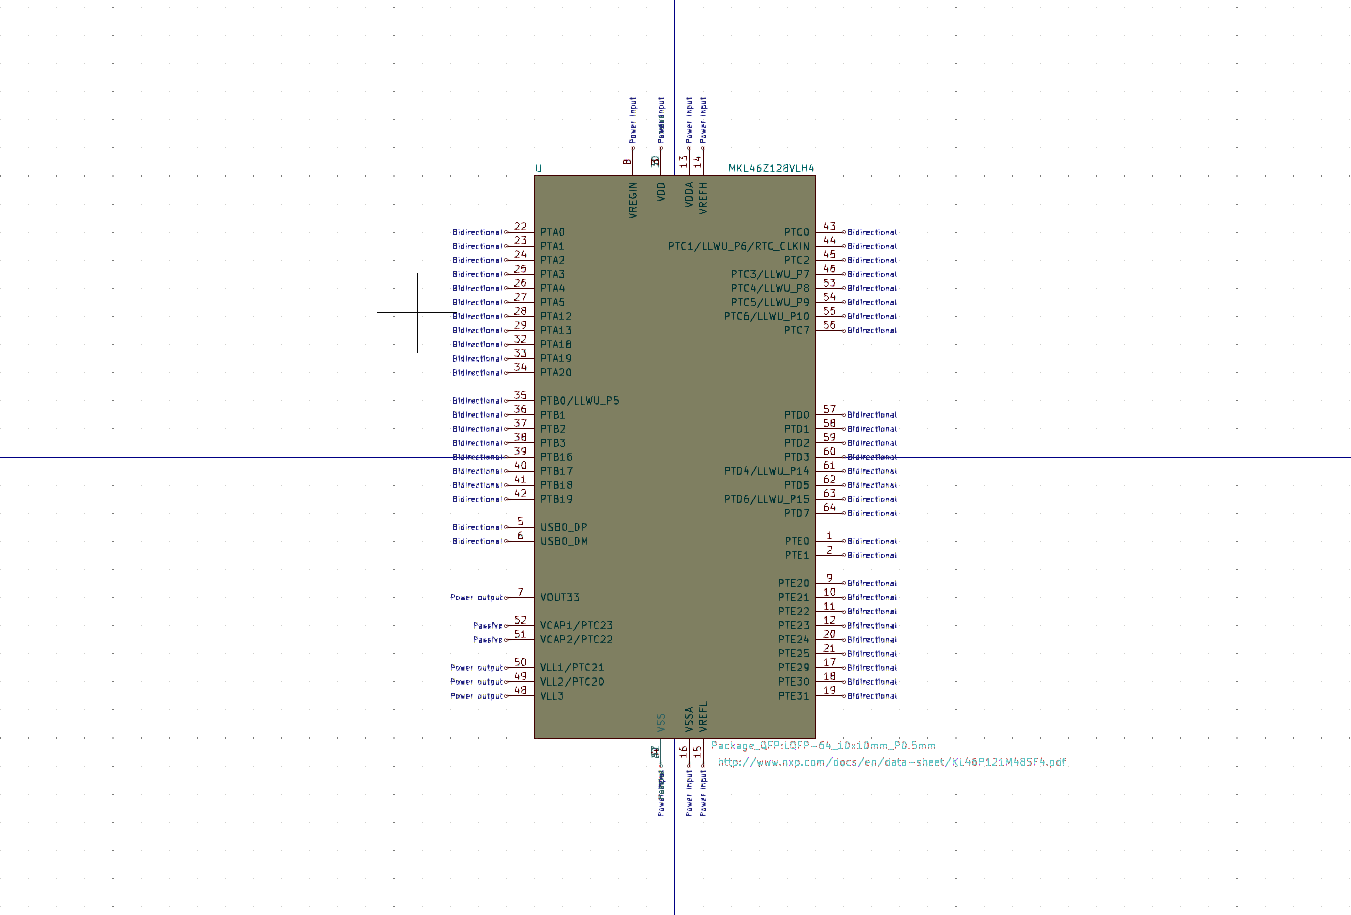 Power input Power input Power input
8 13 14
U MKL46Z128VLH4
VREGIN VDD VDDA VREFH
Bidirectional 22 PTA0 PTC0 43 Bidirectional
Bidirectional 23 PTA1 PTC1/LLWU_P6/RTC_CLKIN 44 Bidirectional
Bidirectional 24 PTA2 PTC2 45 Bidirectional
Bidirectional 25 PTA3 PTC3/LLWU_P7 46 Bidirectional
Bidirectional 26 PTA4 PTC4/LLWU_P8 53 Bidirectional
Bidirectional 27 PTA5 PTC5/LLWU_P9 54 Bidirectional
Bidirectional 28 PTA12 PTC6/LLWU_P10 55 Bidirectional
Bidirectional 29 PTA13 PTC7 56 Bidirectional
Bidirectional 32 PTA18
Bidirectional 33 PTA19
Bidirectional 34 PTA20
Bidirectional 35 PTB0/LLWU_P5
Bidirectional 36 PTB1 PTD0 57 Bidirectional
Bidirectional 37 PTB2 PTD1 58 Bidirectional
Bidirectional 38 PTB3 PTD2 59 Bidirectional
Bidirectional 39 PTB16 PTD3 60 Bidirectional
Bidirectional 40 PTB17 PTD4/LLWU_P14 61 Bidirectional
Bidirectional 41 PTB18 PTD5 62 Bidirectional
Bidirectional 42 PTB19 PTD6/LLWU_P15 63 Bidirectional
PTD7 64 Bidirectional
Bidirectional 5 USB0_DP
Bidirectional 6 USB0_DM PTE0 1 Bidirectional
PTE1 2 Bidirectional
PTE20 9 Bidirectional
Power output 7 VOUT33 PTE21 10 Bidirectional
PTE22 11 Bidirectional
Passive 52 VCAP1/PTC23 PTE23 12 Bidirectional
Passive 51 VCAP2/PTC22 PTE24 20 Bidirectional
PTE25 21 Bidirectional
Power output 50 VLL1/PTC21 PTE29 17 Bidirectional
Power output 49 VLL2/PTC20 PTE30 18 Bidirectional
Power output 48 VLL3 PTE31 19 Bidirectional
VSS VSSA VREFL
16 15
Package_QFP:LQFP-64_10x10mm_P0.5mm
http://www.nxp.com/docs/en/data-sheet/KL46P121M48SF4.pdf
Power input Power input